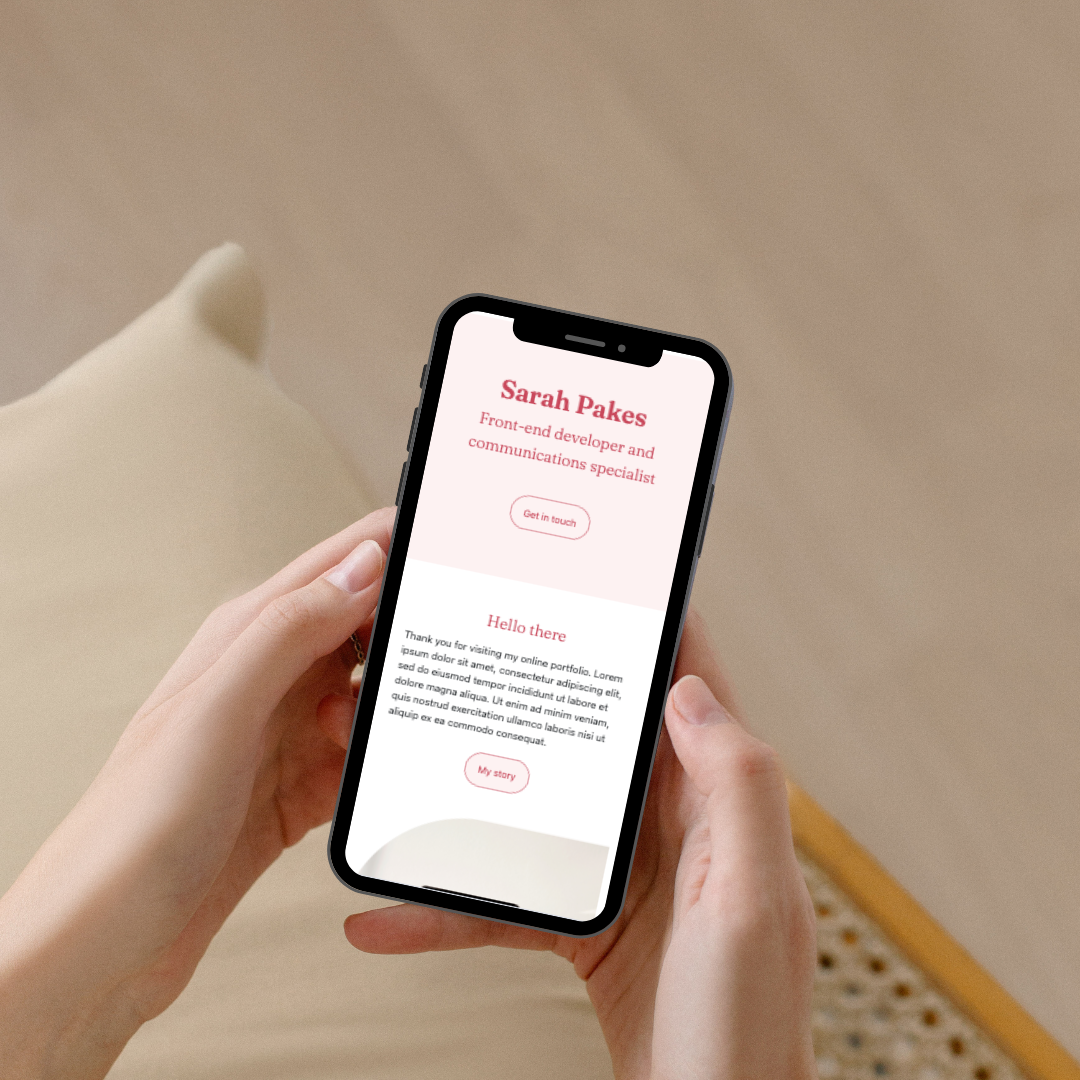 Sarah Pakes
Front-end developer and
communications specialist
Get in touch
Hello there
Thank you for visiting my online portfolio. Lorem
ipsum dolor sit amet, consectetur adipiscing elit,
sed do eiusmod tempor incididunt ut labore et
dolore magna aliqua. Ut enim ad minim veniam,
quis nostrud exercitation ullamco laboris nisi ut
aliquip ex ea commodo consequat.
My story